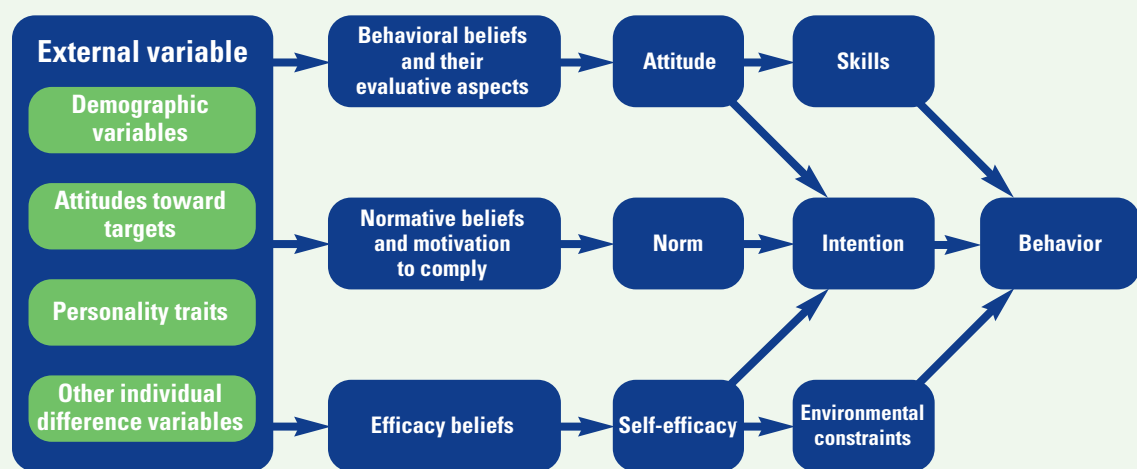 External variable
Demographic
variables
Attitudes toward
targets
Personality traits
Other individual
difference variables
Behavioral beliefs
and their
evaluative aspects
Attitude
Skills
Normative beliefs
and motivation
to comply
Norm
Intention
Behavior
Efficacy beliefs
Self-efficacy
Environmental
constraints